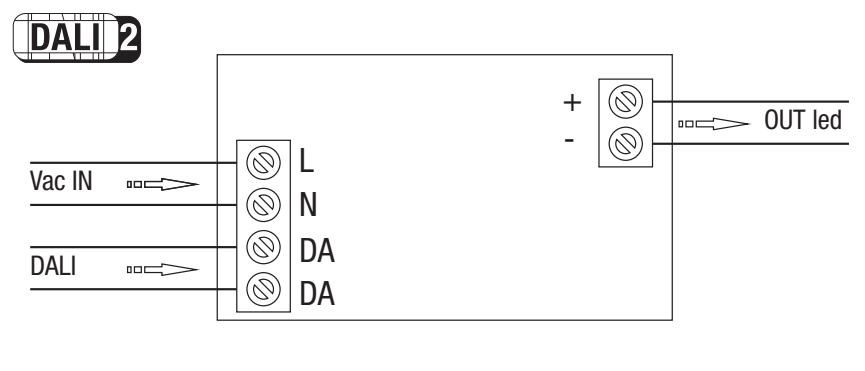 DALI 2
+
-
OUT led
Vac IN
L
N
DALI
DA
DA